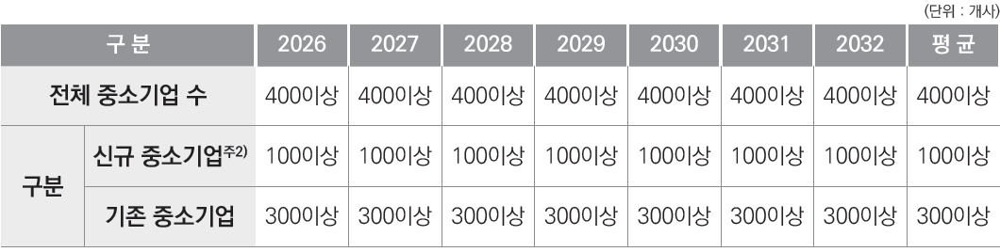 (단위 : 개사)
구 분 2026 2027 2028 2029 2030 2031 2032 평 균
전체 중소기업 수 400이상 400이상 400이상 400이상 400이상 400이상 400이상 400이상
구분 신규 중소기업주2) 100이상 100이상 100이상 100이상 100이상 100이상 100이상 100이상
기존 중소기업 300이상 300이상 300이상 300이상 300이상 300이상 300이상 300이상